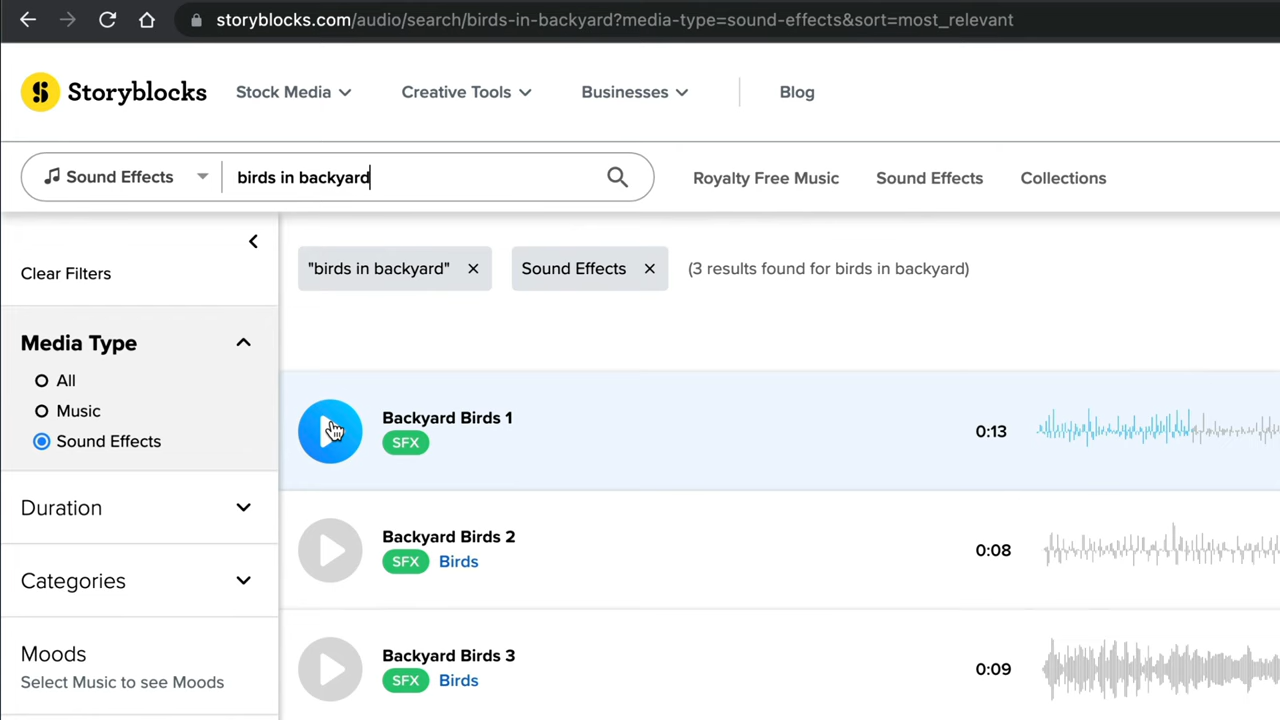 storyblocks.com/audio/search/birds-in-backyard?media-type=sound-effects&sort=most_relevant
Storyblocks Stock Media Creative Tools Businesses Blog
Sound Effects birds in backyard Royalty Free Music Sound Effects Collections
Clear Filters
"birds in backyard" × Sound Effects × (3 results found for birds in backyard)
Media Type
All
Music
Sound Effects
Duration
Categories
Moods
Select Music to see Moods
Backyard Birds 1
SFX
0:13
Backyard Birds 2
SFX Birds
0:08
Backyard Birds 3
SFX Birds
0:09